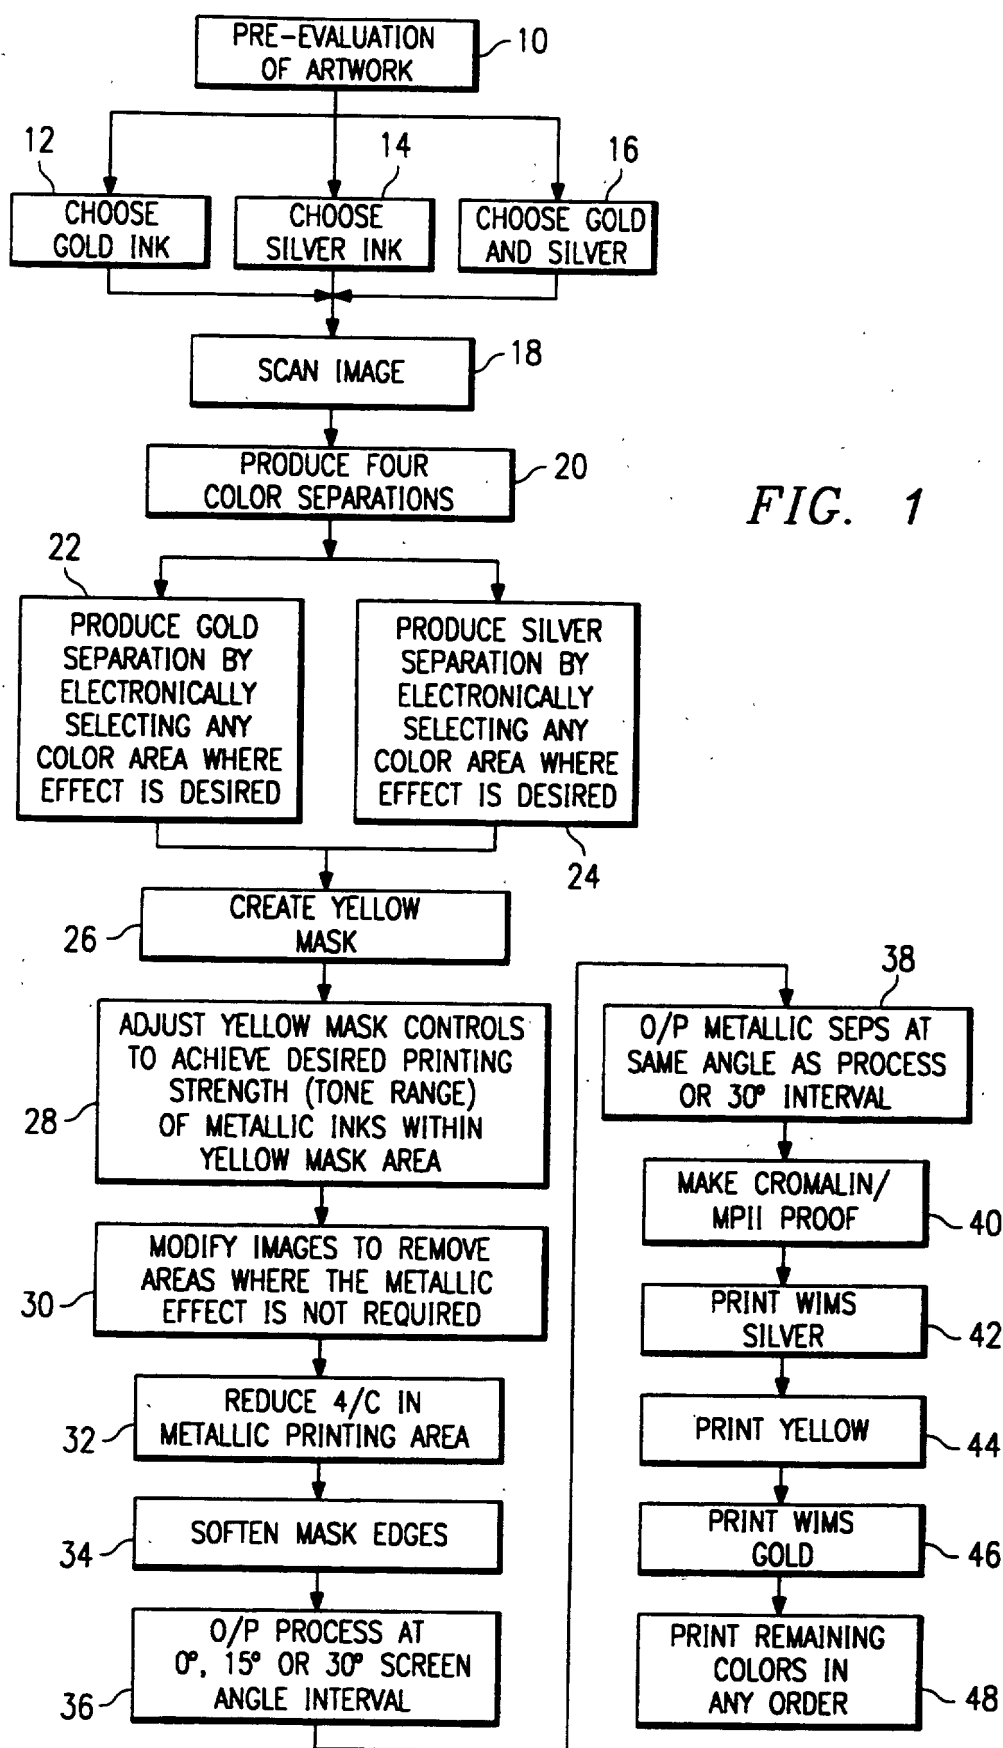 PRE-EVALUATION
OF ARTWORK
10
12
14
16
CHOOSE
GOLD INK
CHOOSE
SILVER INK
CHOOSE GOLD
AND SILVER
SCAN IMAGE
18
PRODUCE FOUR
COLOR SEPARATIONS
20
FIG. 1
22
PRODUCE GOLD
SEPARATION BY
ELECTRONICALLY
SELECTING ANY
COLOR AREA WHERE
EFFECT IS DESIRED
PRODUCE SILVER
SEPARATION BY
ELECTRONICALLY
SELECTING ANY
COLOR AREA WHERE
EFFECT IS DESIRED
24
CREATE YELLOW
MASK
26
ADJUST YELLOW MASK CONTROLS
TO ACHIEVE DESIRED PRINTING
STRENGTH (TONE RANGE)
OF METALLIC INKS WITHIN
YELLOW MASK AREA
28
MODIFY IMAGES TO REMOVE
AREAS WHERE THE METALLIC
EFFECT IS NOT REQUIRED
30
REDUCE 4/C IN
METALLIC PRINTING AREA
32
SOFTEN MASK EDGES
34
O/P PROCESS AT
0°, 15° OR 30° SCREEN
ANGLE INTERVAL
36
38
O/P METALLIC SEPS AT
SAME ANGLE AS PROCESS
OR 30° INTERVAL
MAKE CROMALIN/
MPII PROOF
40
PRINT WIMS
SILVER
42
PRINT YELLOW
44
PRINT WIMS
GOLD
46
PRINT REMAINING
COLORS IN
ANY ORDER
48